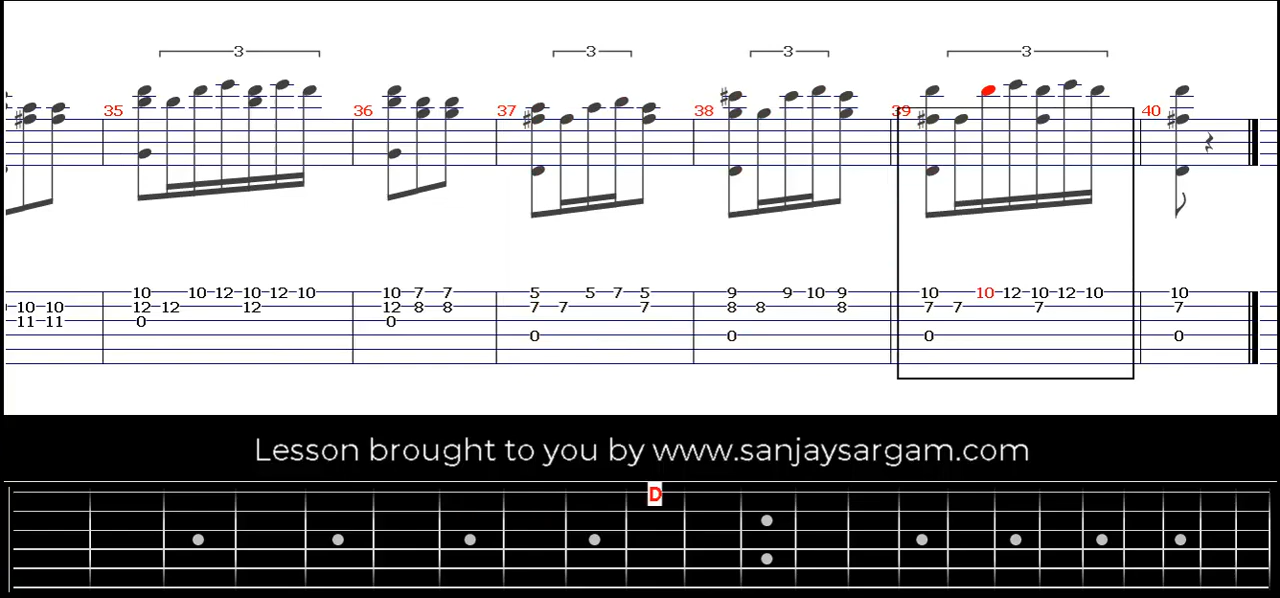 3 3 3 3
35 36 37 38 39 40
10 10 12 10 12 10 10 7 7 5 5 7 5 9 9 10 9 10 10 12 10 12 10 10
10 10 12 12 12 12 8 8 7 7 7 8 8 8 7 7 7 7
11 11 0 0
0 0 0 0
Lesson brought to you by www.sanjaysargam.com
D